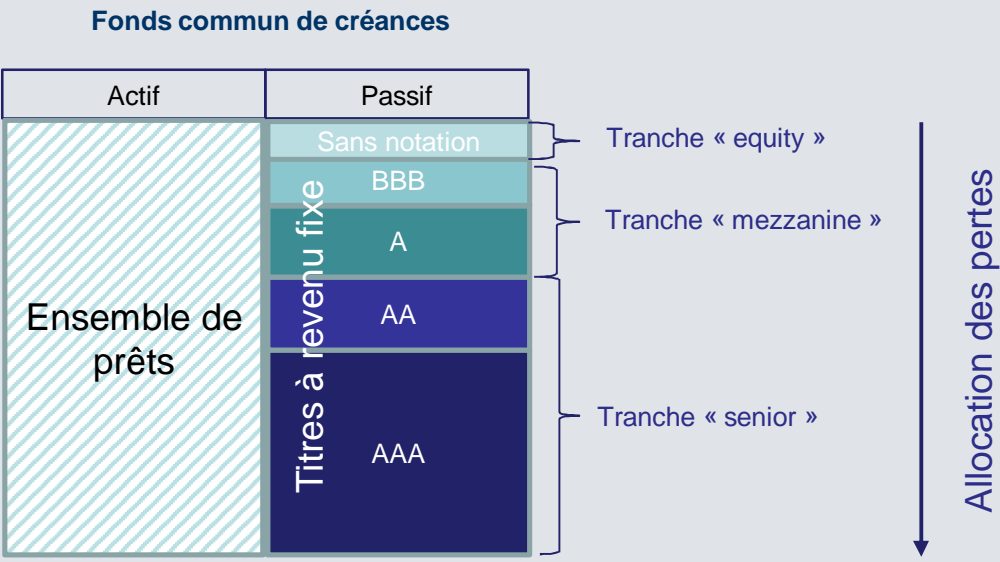 Fonds commun de créances
Actif
Passif
Sans notation
BBB
A
AA
AAA
Titres à revenu fixe
Ensemble de
prêts
Tranche « equity »
Tranche « mezzanine »
Tranche « senior »
Allocation des pertes